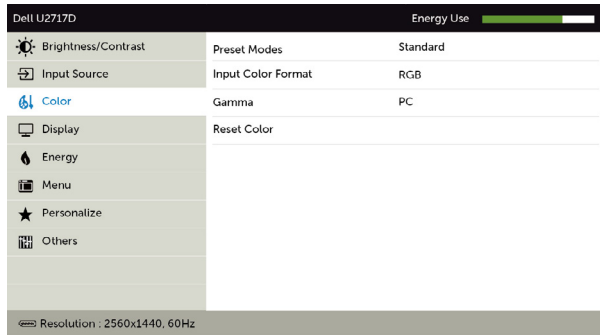 Dell U2717D Energy Use
Brightness/Contrast
Input Source
Color
Display
Energy
Menu
Personalize
Others
Preset Modes Standard
Input Color Format RGB
Gamma PC
Reset Color
Resolution : 2560x1440, 60Hz